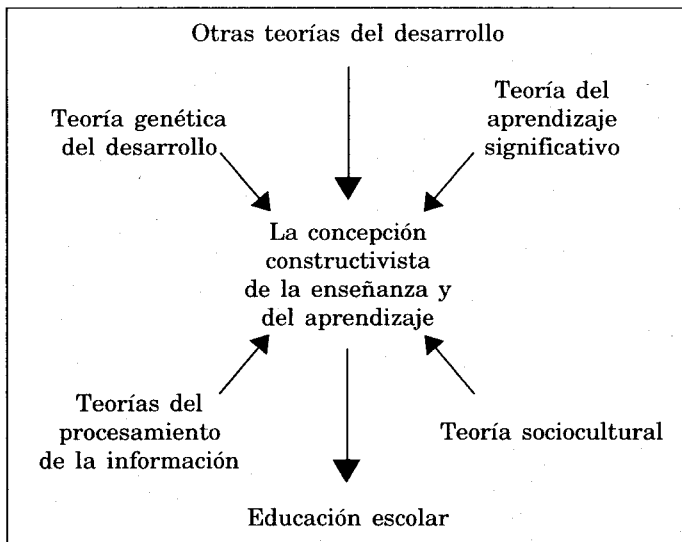 Otras teorías del desarrollo
Teoría genética
del desarrollo
Teoría del
aprendizaje
significativo
La concepción
constructivista
de la enseñanza y
del aprendizaje
Teorías del
procesamiento
de la información
Teoría sociocultural
Educación escolar